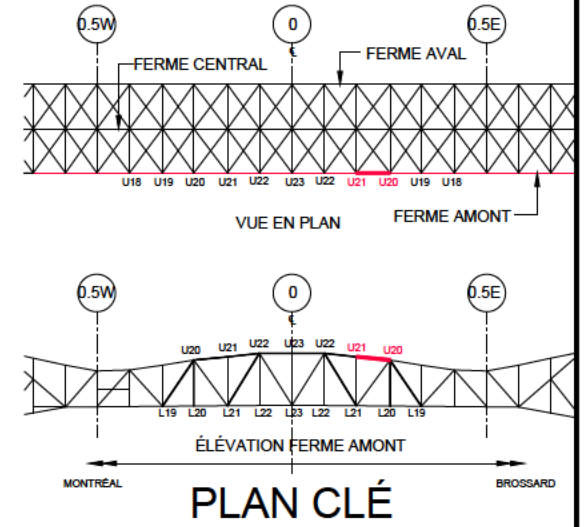 0.5W 0 0.5E
℄
FERME CENTRAL FERME AVAL
U18 U19 U20 U21 U22 U23 U22 U21 U20 U19 U18
VUE EN PLAN FERME AMONT
0.5W 0 0.5E
℄
U20 U21 U22 U23 U22 U21 U20
L19 L20 L21 L22 L23 L22 L21 L20 L19
ÉLÉVATION FERME AMONT
MONTRÉAL BROSSARD
PLAN CLÉ